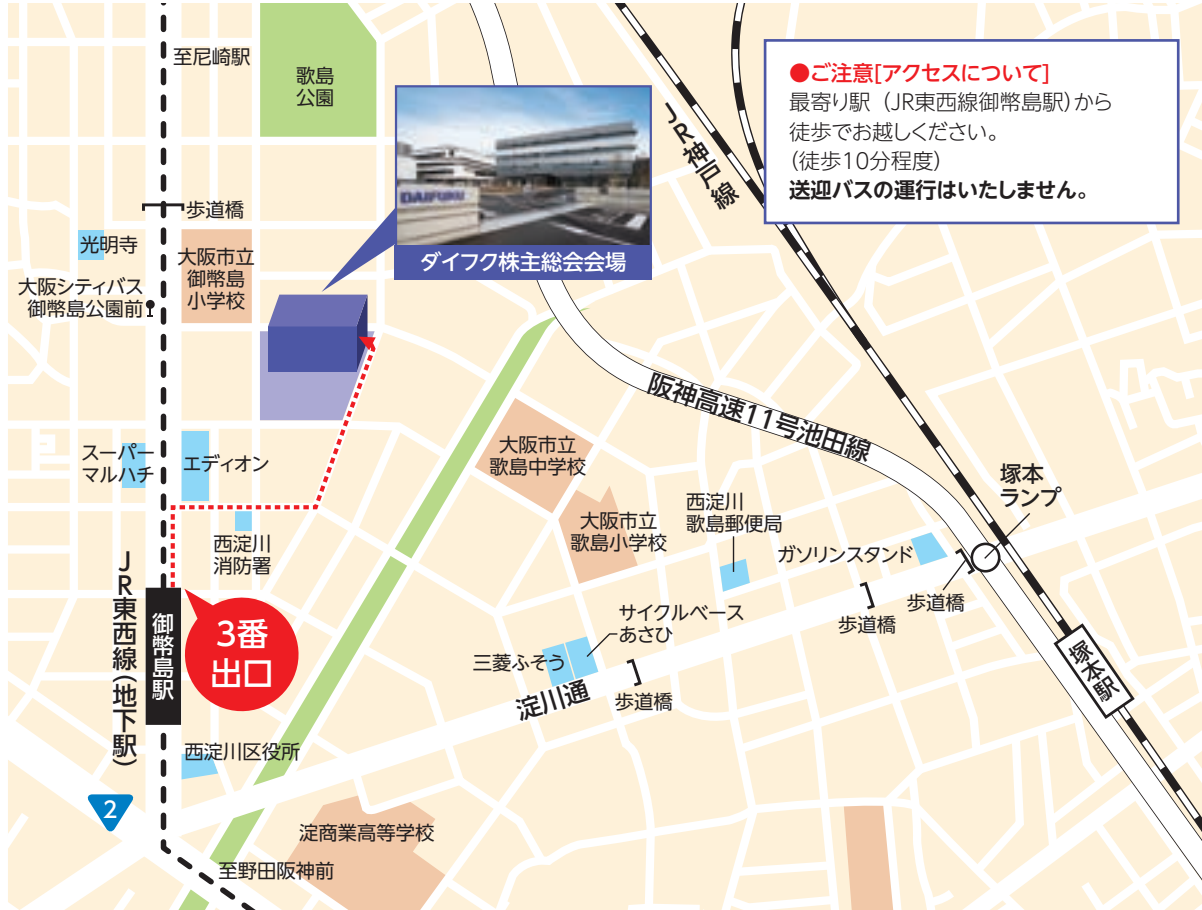 至尼崎駅
歌島
公園
●ご注意[アクセスについて]
最寄り駅（JR東西線御幣島駅）から
徒歩でお越しください。
(徒歩10分程度)
送迎バスの運行はいたしません。
JR神戸線
DAIFUKU
ダイフク株主総会会場
歩道橋
光明寺
大阪市立
御幣島
小学校
大阪シティバス
御幣島公園前
阪神高速11号池田線
スーパー
マルハチ
エディオン
大阪市立
歌島中学校
大阪市立
歌島小学校
西淀川
歌島郵便局
塚本
ランプ
ガソリンスタンド
西淀川
消防署
歩道橋
歩道橋
JR東西線(地下駅)
御幣島駅
3番
出口
サイクルベース
あさひ
三菱ふそう
歩道橋
淀川通
塚本駅
西淀川区役所
2
淀商業高等学校
至野田阪神前